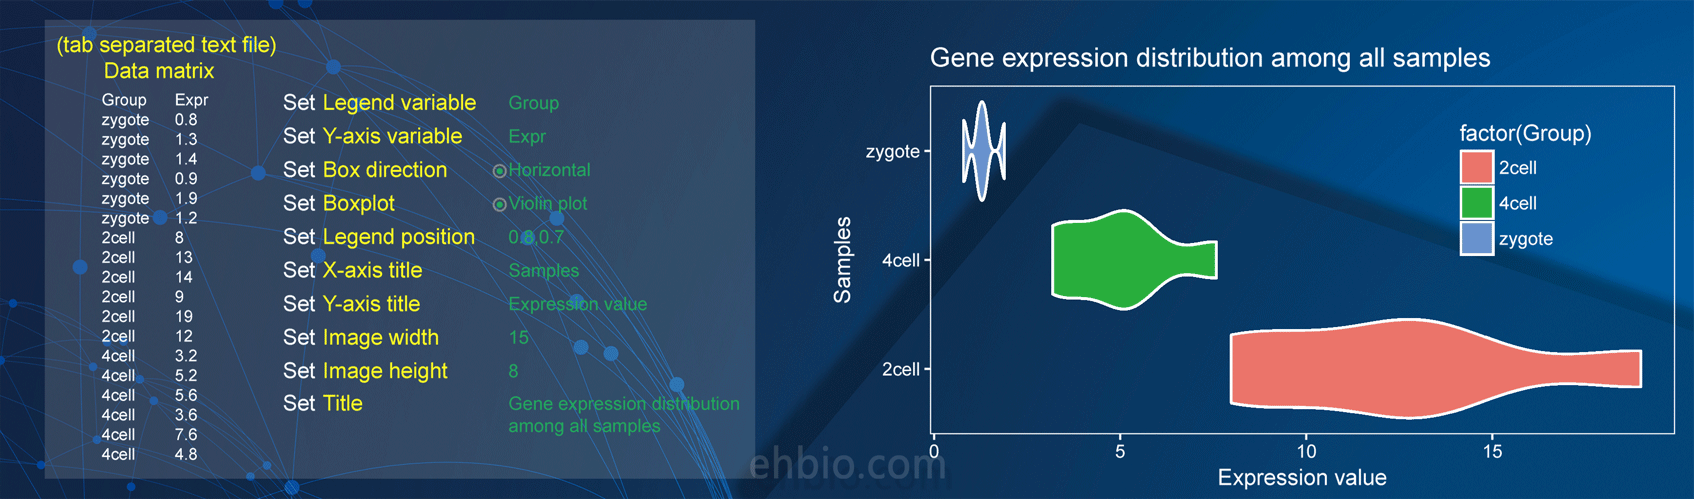 (tab separated text file)
Data matrix
Group Expr
zygote 0.8
zygote 1.3
zygote 1.4
zygote 0.9
zygote 1.9
zygote 1.2
2cell 8
2cell 13
2cell 14
2cell 9
2cell 19
2cell 12
4cell 3.2
4cell 5.2
4cell 5.6
4cell 3.6
4cell 7.6
4cell 4.8
Set Legend variable Group
Set Y-axis variable Expr
Set Box direction Horizontal
Set Boxplot Violin plot
Set Legend position 0.8,0.7
Set X-axis title Samples
Set Y-axis title Expression value
Set Image width 15
Set Image height 8
Set Title Gene expression distribution
among all samples
Gene expression distribution among all samples
factor(Group)
2cell
4cell
zygote
Samples
zygote
4cell
2cell
0 5 10 15
Expression value
ehbio.com